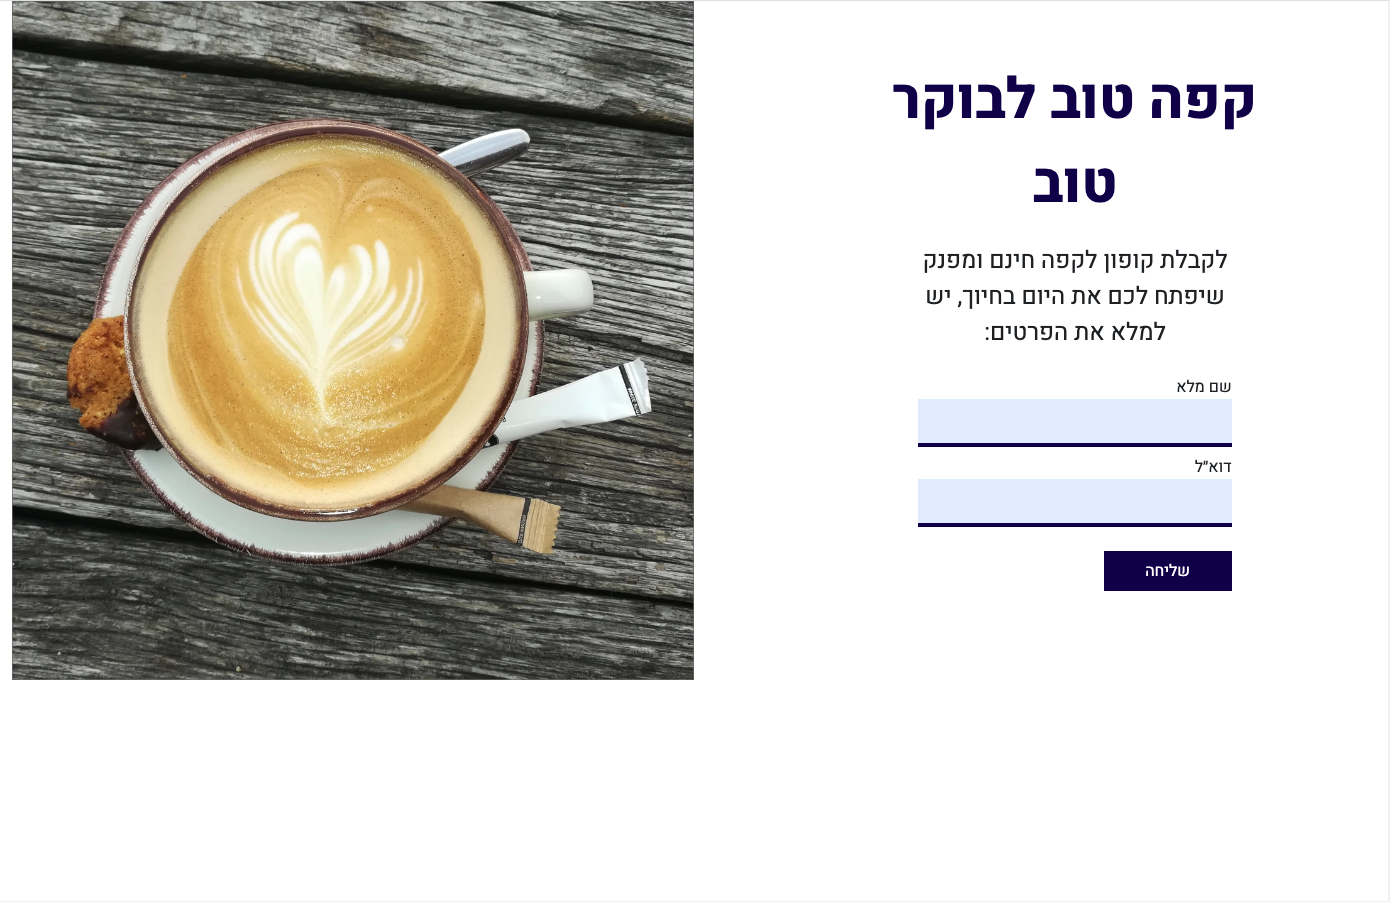 קפה טוב לבוקר
טוב
לקבלת קופון לקפה חינם ומפנק
שיפתח לכם את היום בחיוך, יש
למלא את הפרטים:
שם מלא
דוא״ל
שליחה